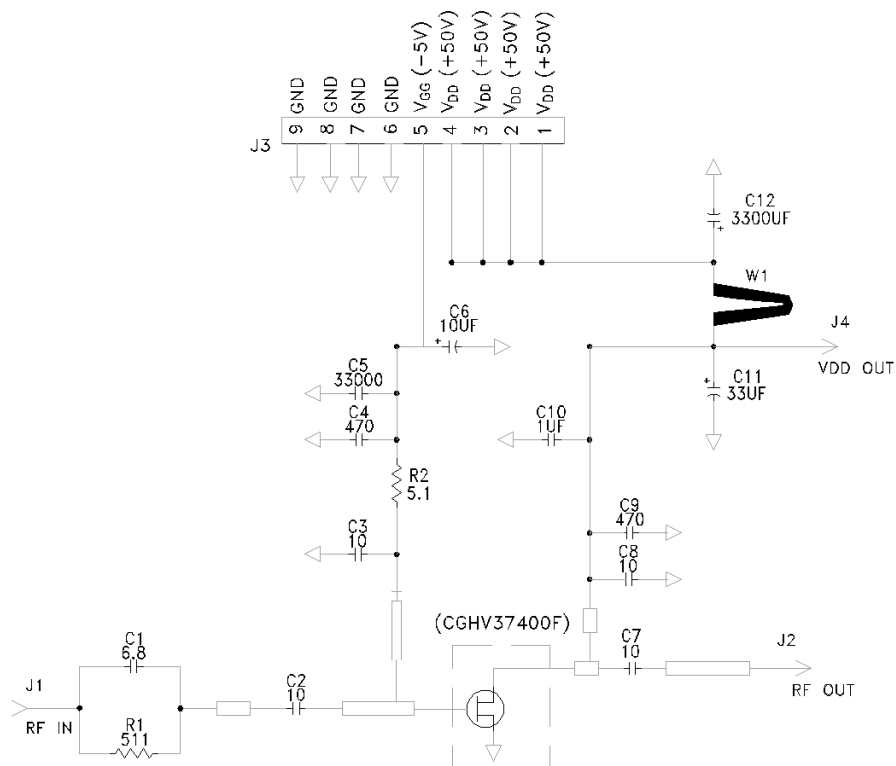 GND
GND
GND
GND
VGG (-5V)
VDD (+50V)
VDD (+50V)
VDD (+50V)
VDD (+50V)
9
8
7
6
5
4
3
2
1
J3
C12
3300UF
+
W1
J4
VDD OUT
C6
10UF
+
C11
33UF
+
C5
33000
C4
470
C10
1UF
R2
5.1
C9
470
C3
10
C8
10
(CGHV37400F)
C1
6.8
C7
10
J2
RF OUT
J1
RF IN
C2
10
R1
511